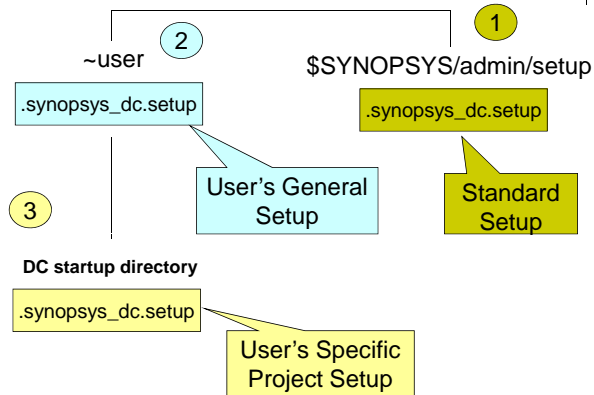 1
2
~user
$SYNOPSYS/admin/setup
.synopsys_dc.setup
.synopsys_dc.setup
User's General
Setup
Standard
Setup
3
DC startup directory
.synopsys_dc.setup
User's Specific
Project Setup